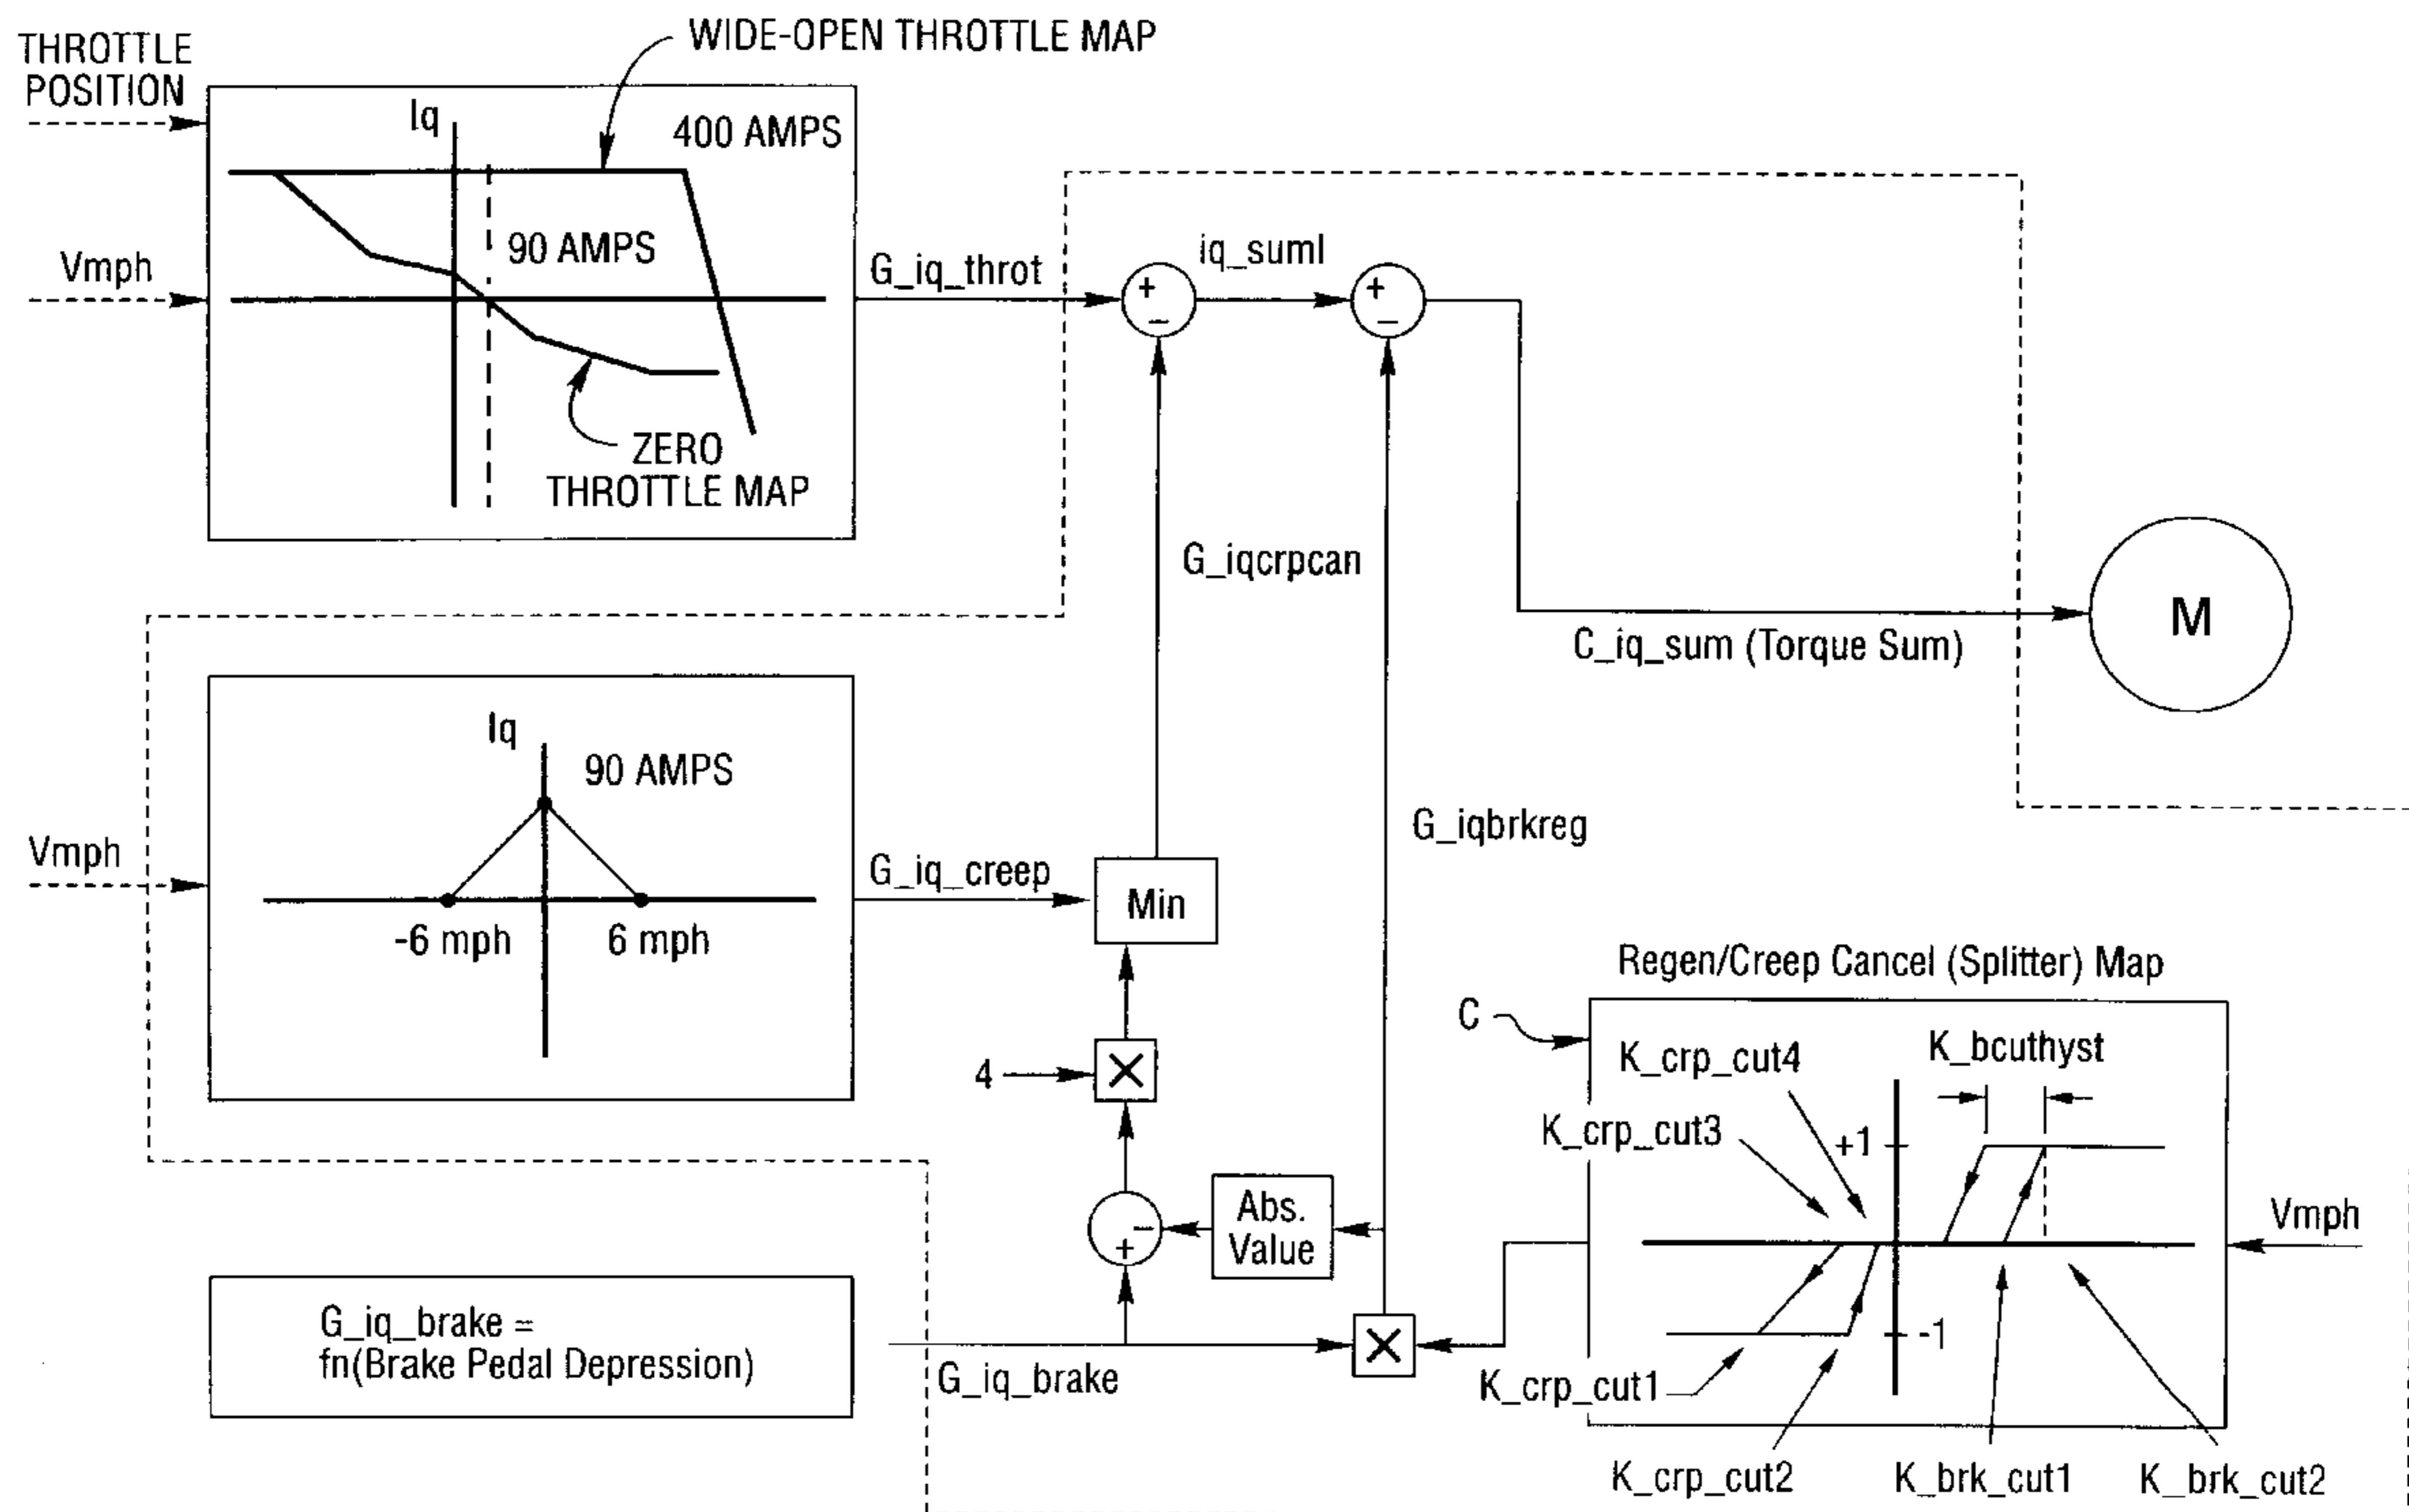 WIDE-OPEN THROTTLE MAP
THROTTLE
POSITION
Iq
400 AMPS
90 AMPS
Vmph
G_iq_throt
iq_suml
+
−
+
−
ZERO
THROTTLE MAP
G_iqcrpcan
M
C_iq_sum (Torque Sum)
Iq
90 AMPS
Vmph
G_iq_creep
-6 mph
6 mph
Min
G_iqbrkreg
Regen/Creep Cancel (Splitter) Map
C
K_crp_cut4
K_bcuthyst
4
×
K_crp_cut3
+1
Abs.
Value
−
+
Vmph
G_iq_brake =
fn(Brake Pedal Depression)
G_iq_brake
×
-1
K_crp_cut1
K_crp_cut2
K_brk_cut1
K_brk_cut2